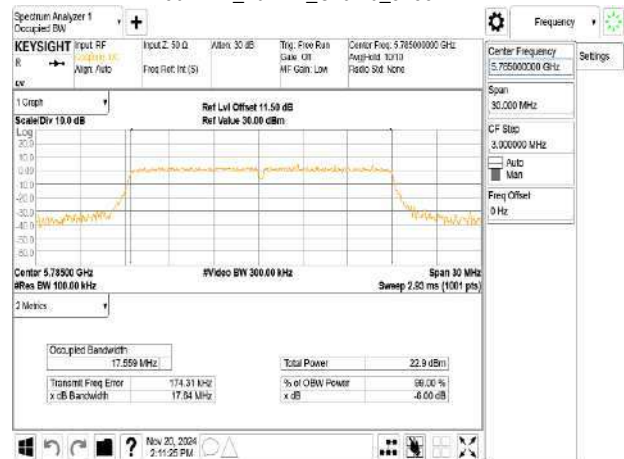 Spectrum Analyzer 1
Occupied BW
Frequency
KEYSIGHT
Input: RF
Align: Auto
Input Z: 50 Ω
Freq Ref: Int (S)
Atten: 30 dB
Trig: Free Run
Gate: Off
#IF Gain: Low
Center Freq: 5.785000000 GHz
Avg|Hold: 10/10
Radio Std: None
Center Frequency
5.785000000 GHz
Settings
Span
30.000 MHz
CF Step
3.000000 MHz
Auto
Man
Freq Offset
0 Hz
1 Graph
Scale/Div 10.0 dB
Ref Lvl Offset 11.50 dB
Ref Value 30.00 dBm
Log
20.0
10.0
0.00
-10.0
-20.0
-30.0
-40.0
-50.0
-60.0
Center 5.78500 GHz
#Res BW 100.00 kHz
#Video BW 300.00 kHz
Span 30 MHz
Sweep 2.93 ms (1001 pts)
2 Metrics
Occupied Bandwidth
17.559 MHz
Transmit Freq Error 174.31 kHz
x dB Bandwidth 17.64 MHz
Total Power 22.9 dBm
% of OBW Power 99.00 %
x dB -6.00 dB
?
Nov 20, 2024
2:11:25 PM